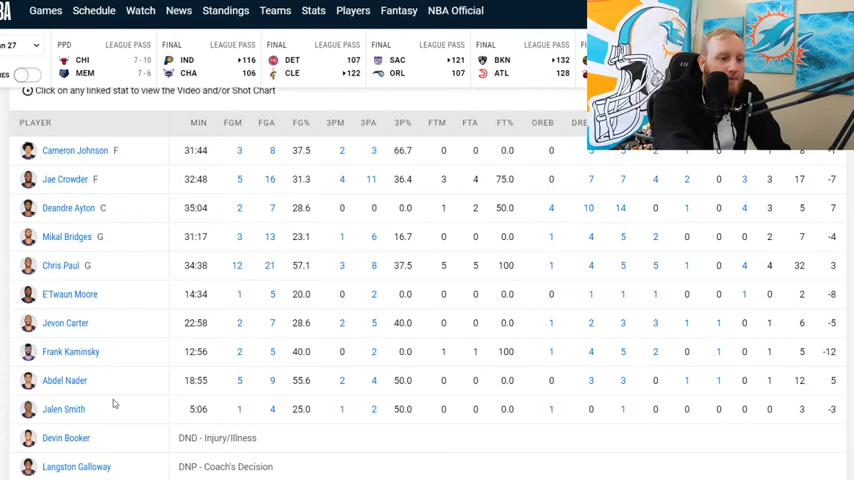 BA Games Schedule Watch News Standings Teams Stats Players Fantasy NBA Official
n 27 PPD LEAGUE PASS FINAL LEAGUE PASS FINAL LEAGUE PASS FINAL LEAGUE PASS FINAL LEAGUE PASS FINAL
CHI 7 - 10 IND 116 DET 107 SAC 121 BKN 132
RES MEM 7 - 6 CHA 106 CLE 122 ORL 107 ATL 128
Click on any linked stat to view the Video and/or Shot Chart
PLAYER MIN FGM FGA FG% 3PM 3PA 3P% FTM FTA FT% OREB DRE
Cameron Johnson F 31:44 3 8 37.5 2 3 66.7 0 0 0.0 0 3 3 2 1 0 1 1 8 -1
Jae Crowder F 32:48 5 16 31.3 4 11 36.4 3 4 75.0 0 7 7 4 2 0 3 3 17 -7
Deandre Ayton C 35:04 2 7 28.6 0 0 0.0 1 2 50.0 4 10 14 0 1 0 4 3 5 7
Mikal Bridges G 31:17 3 13 23.1 1 6 16.7 0 0 0.0 1 4 5 2 0 0 0 2 7 -4
Chris Paul G 34:38 12 21 57.1 3 8 37.5 5 5 100 1 4 5 5 1 0 4 4 32 3
E'Twaun Moore 14:34 1 5 20.0 0 2 0.0 0 0 0.0 0 1 1 1 0 0 1 0 2 -8
Jevon Carter 22:58 2 7 28.6 2 5 40.0 0 0 0.0 1 2 3 3 1 1 0 1 6 -5
Frank Kaminsky 12:56 2 5 40.0 0 2 0.0 1 1 100 1 4 5 2 0 1 0 1 5 -12
Abdel Nader 18:55 5 9 55.6 2 4 50.0 0 0 0.0 0 3 3 0 1 1 0 1 12 5
Jalen Smith 5:06 1 4 25.0 1 2 50.0 0 0 0.0 1 0 1 0 0 0 0 0 3 -3
Devin Booker DND - Injury/Illness
Langston Galloway DNP - Coach's Decision